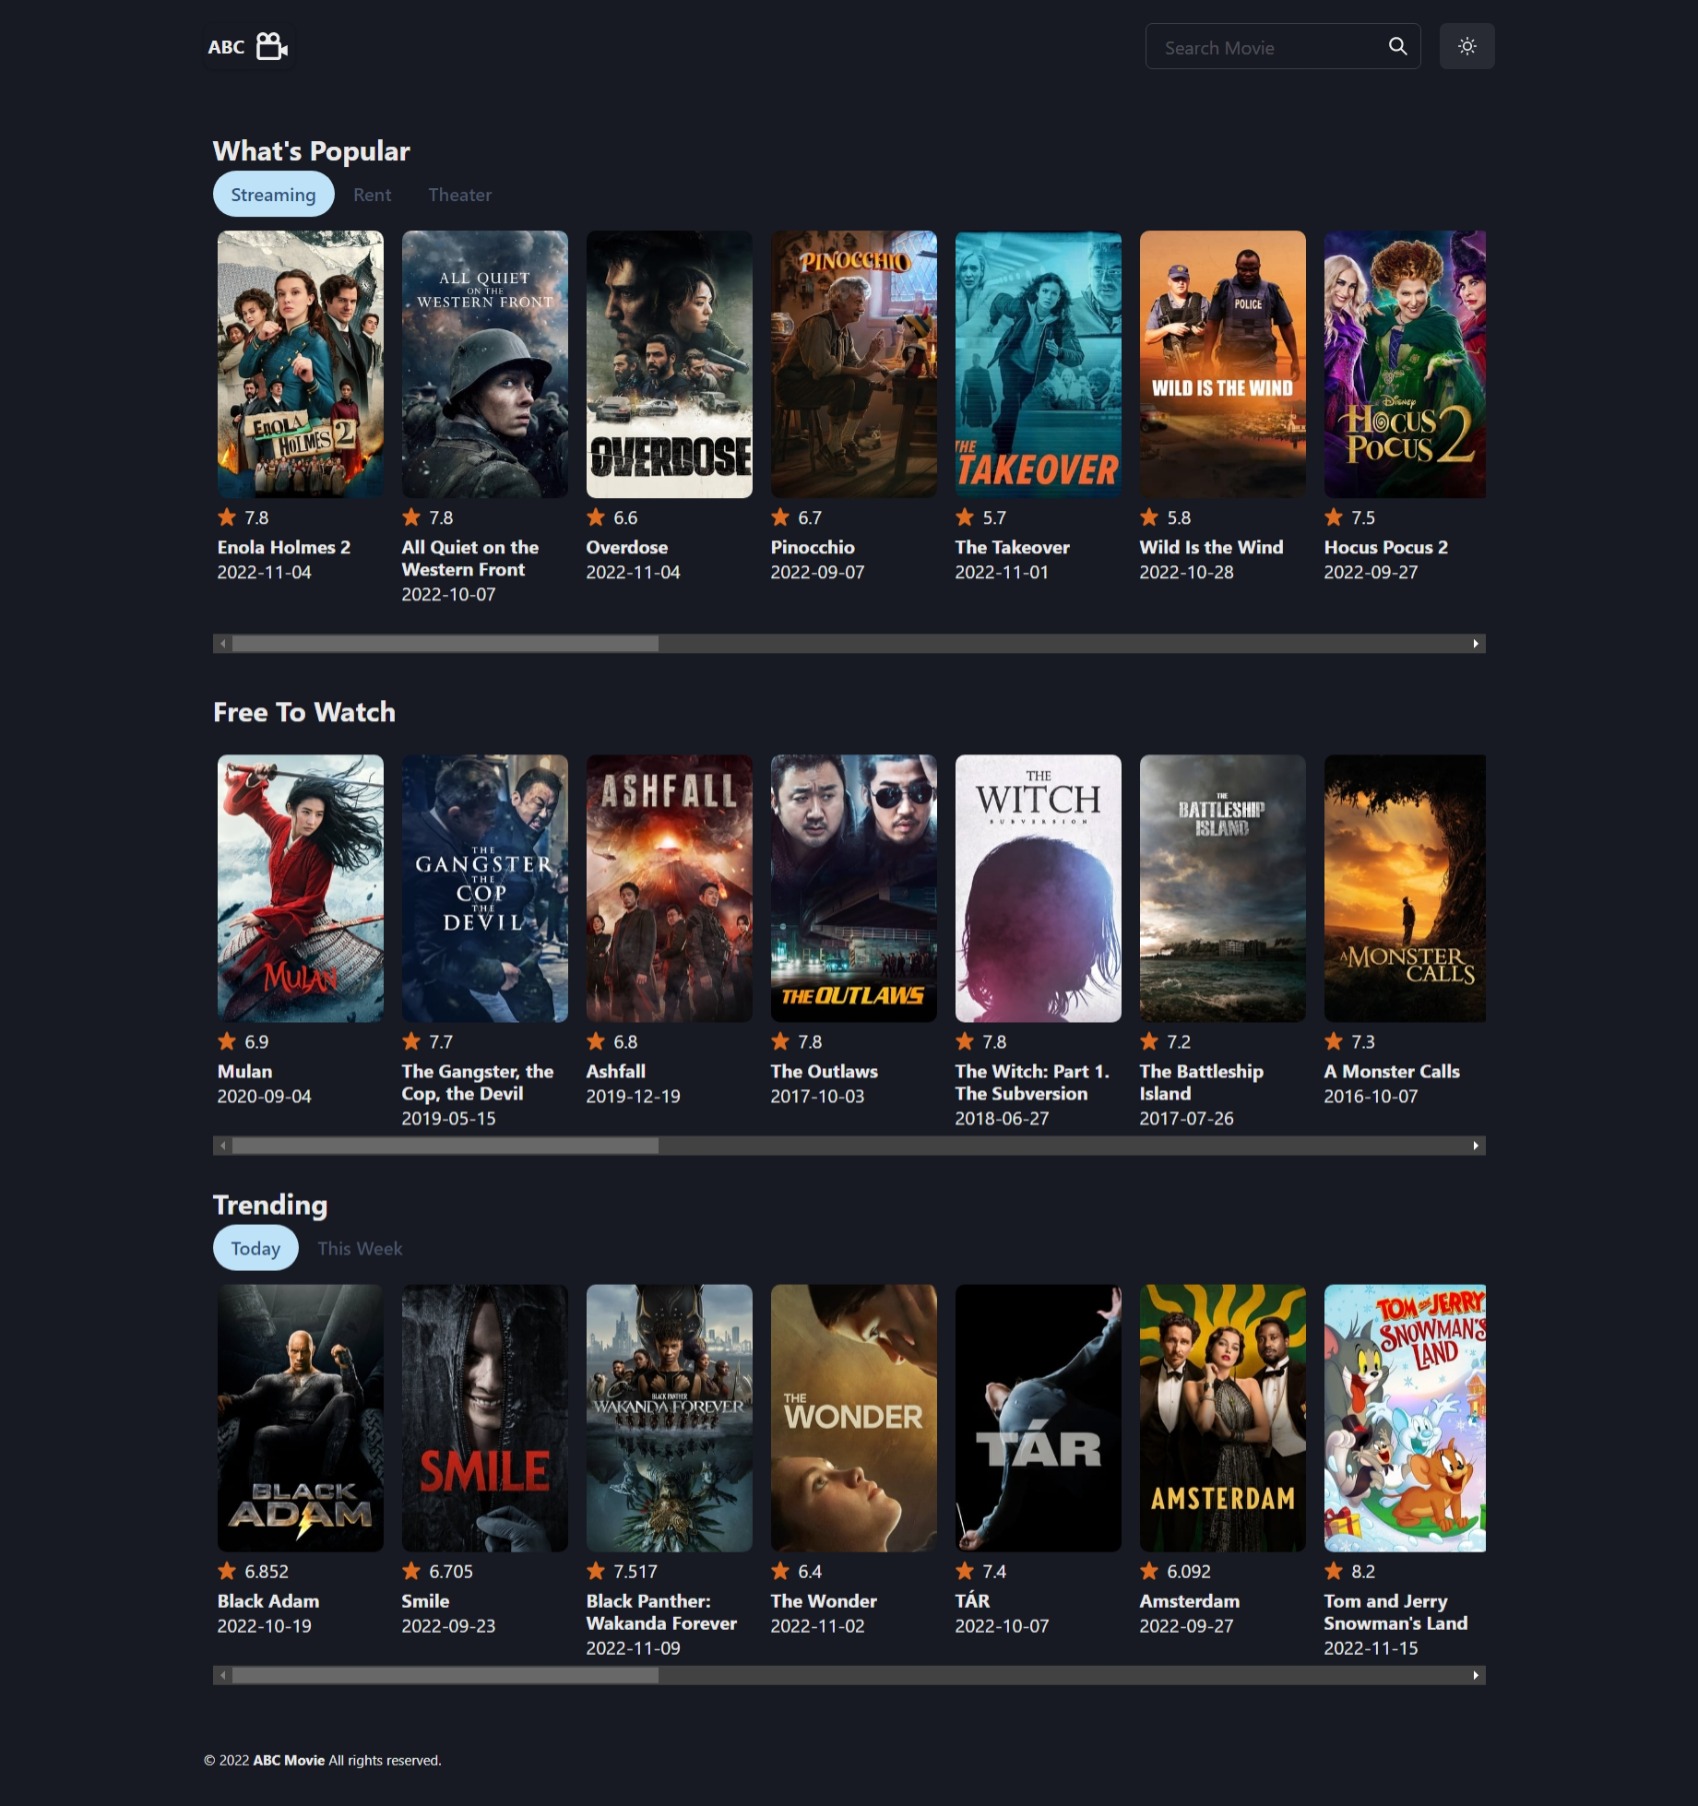 ABC
Search Movie
What's Popular
Streaming Rent Theater
ENOLA
HOLMES 2
ALL QUIET
ON THE
WESTERN FRONT
OVERDOSE
PINOCCHIO
THE
TAKEOVER
POLICE
WILD IS THE WIND
Disney
HOCUS
POCUS 2
7.8 7.8 6.6 6.7 5.7 5.8 7.5
Enola Holmes 2
2022-11-04
All Quiet on the
Western Front
2022-10-07
Overdose
2022-11-04
Pinocchio
2022-09-07
The Takeover
2022-11-01
Wild Is the Wind
2022-10-28
Hocus Pocus 2
2022-09-27
Free To Watch
MULAN
THE
GANGSTER
THE
COP
THE
DEVIL
ASHFALL
THE OUTLAWS
THE
WITCH
SUBVERSION
THE
BATTLESHIP
ISLAND
A MONSTER
CALLS
6.9 7.7 6.8 7.8 7.8 7.2 7.3
Mulan
2020-09-04
The Gangster, the
Cop, the Devil
2019-05-15
Ashfall
2019-12-19
The Outlaws
2017-10-03
The Witch: Part 1.
The Subversion
2018-06-27
The Battleship
Island
2017-07-26
A Monster Calls
2016-10-07
Trending
Today This Week
BLACK
ADAM
SMILE
BLACK PANTHER
WAKANDA FOREVER
THE
WONDER
TÁR
AMSTERDAM
TOM AND JERRY
SNOWMAN'S
LAND
6.852 6.705 7.517 6.4 7.4 6.092 8.2
Black Adam
2022-10-19
Smile
2022-09-23
Black Panther:
Wakanda Forever
2022-11-09
The Wonder
2022-11-02
TÁR
2022-10-07
Amsterdam
2022-09-27
Tom and Jerry
Snowman's Land
2022-11-15
© 2022 ABC Movie All rights reserved.